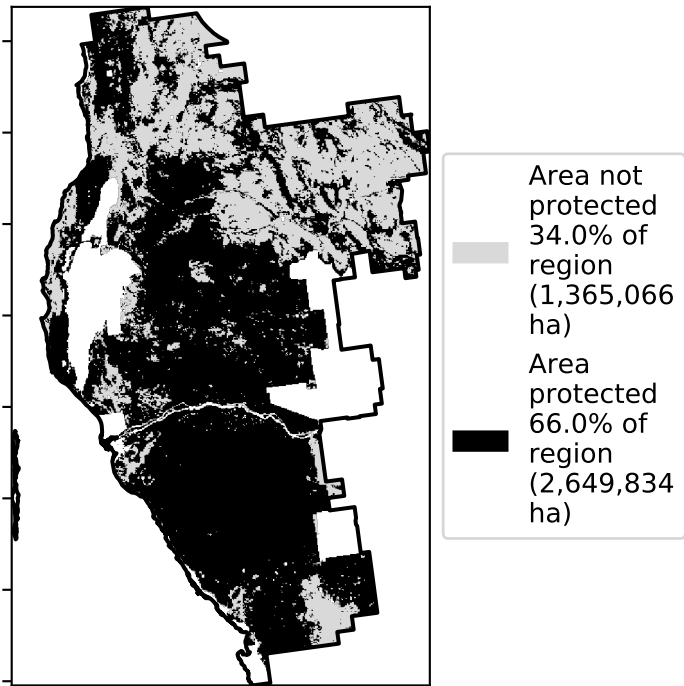 Area not
protected
34.0% of
region
(1,365,066
ha)
Area
protected
66.0% of
region
(2,649,834
ha)